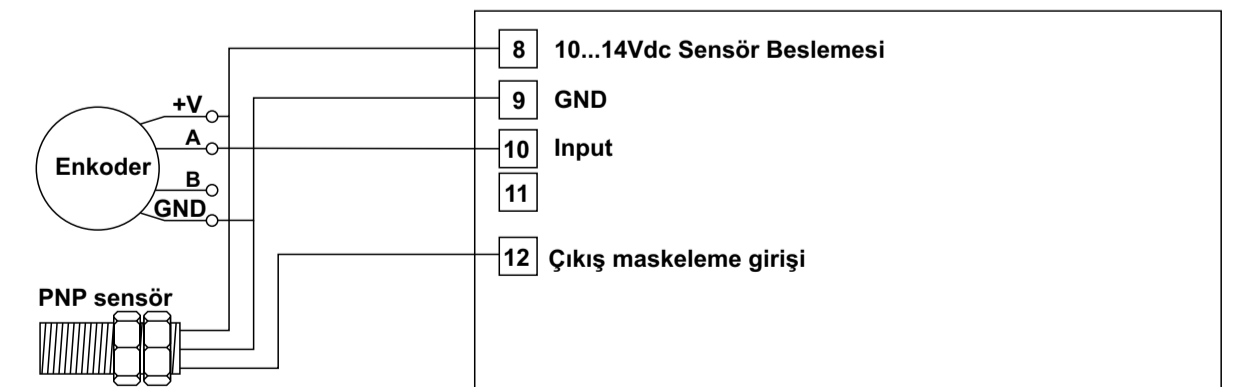 8 10...14Vdc Sensör Beslemesi
9 GND
+V
A
10 Input
Enkoder
B
11
GND
12 Çıkış maskeleme girişi
PNP sensör